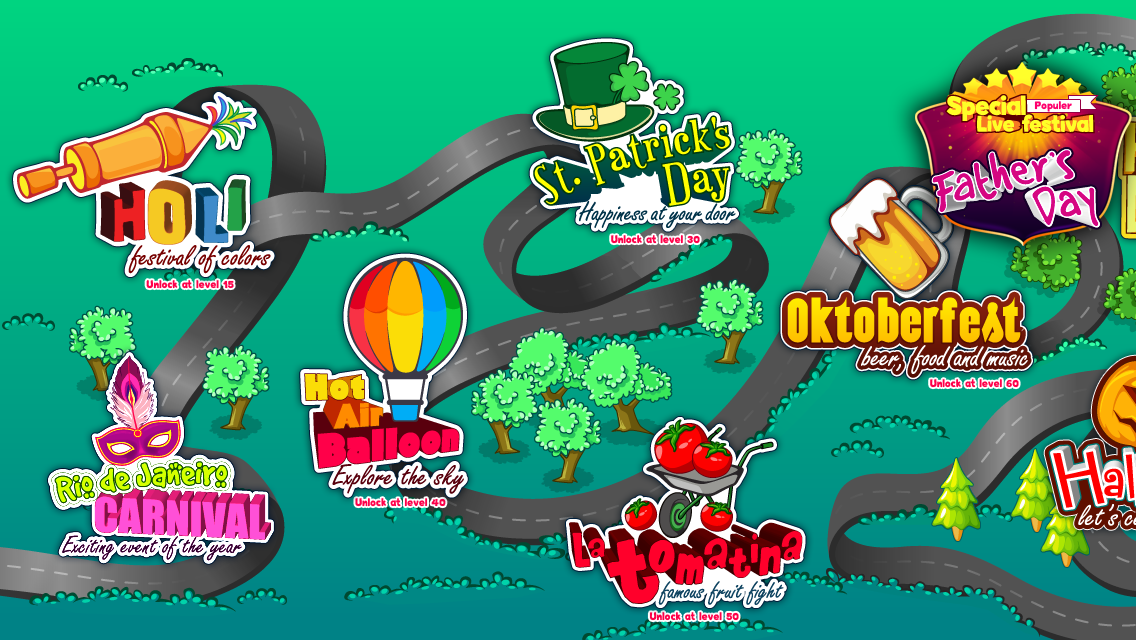 HOLI
festival of colors
Unlock at level 15
St. Patrick's
Day
Happiness at your door
Unlock at level 30
Special
Populer
Live festival
Father's
Day
Oktoberfest
beer, food and music
Unlock at level 60
Hot
Air
Balloon
Explore the sky
Unlock at level 40
Rio de Janeiro
CARNIVAL
Exciting event of the year
La tomatina
famous fruit fight
Unlock at level 50
let's